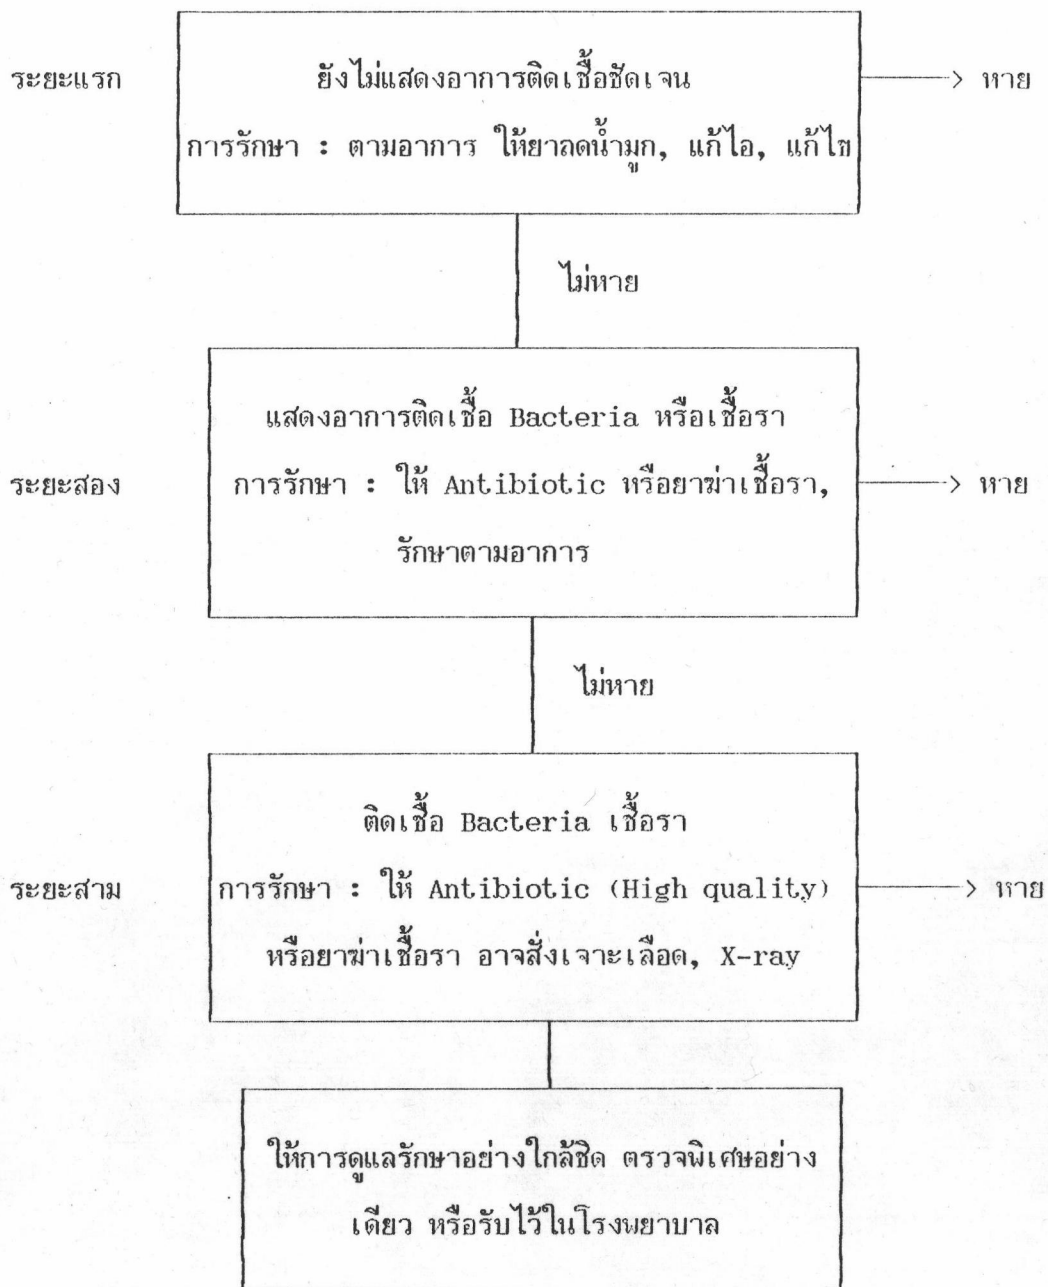 ระยะแรก
ยังไม่แสดงอาการติดเชื้อชัดเจน
หาย
การรักษา : ตามอาการ ให้ยาลดน้ำมูก, แก้ไอ, แก้ไข
ไม่หาย
แสดงอาการติดเชื้อ Bacteria หรือเชื้อรา
ระยะสอง
การรักษา : ให้ Antibiotic หรือยาฆ่าเชื้อรา,
หาย
รักษาตามอาการ
ไม่หาย
ติดเชื้อ Bacteria เชื้อรา
ระยะสาม
การรักษา : ให้ Antibiotic (High quality)
หาย
หรือยาฆ่าเชื้อรา อาจสั่งเจาะเลือด, X-ray
ให้การดูแลรักษาอย่างใกล้ชิด ตรวจพิเศษอย่าง
เดียว หรือรับไว้ในโรงพยาบาล